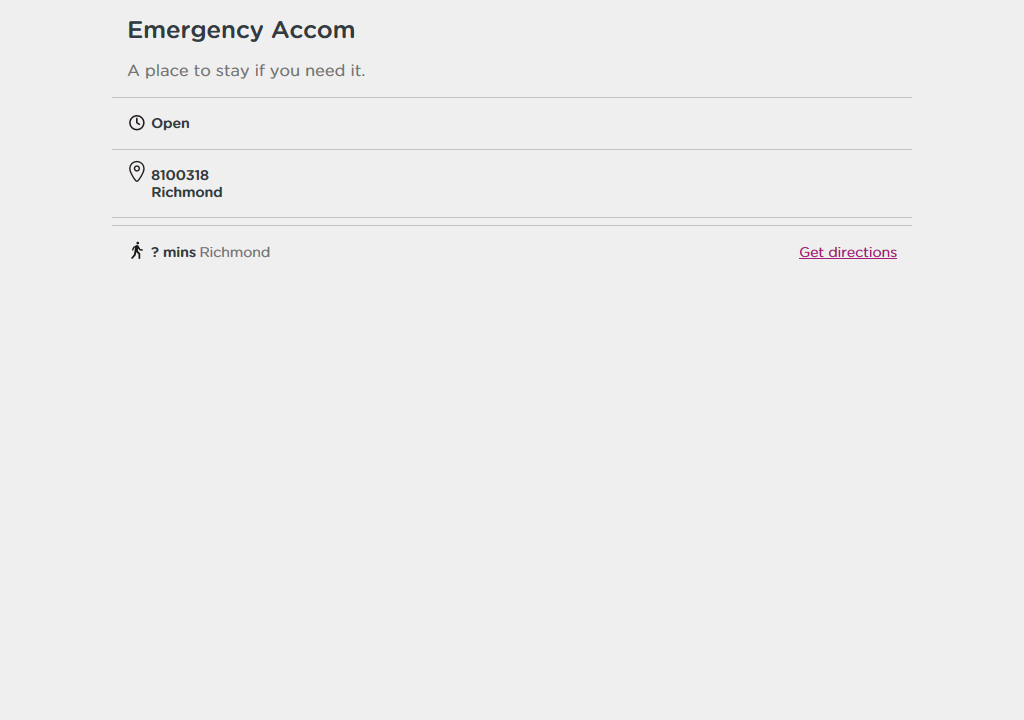 Emergency Accom
A place to stay if you need it.
Open
8100318
Richmond
? mins Richmond
Get directions